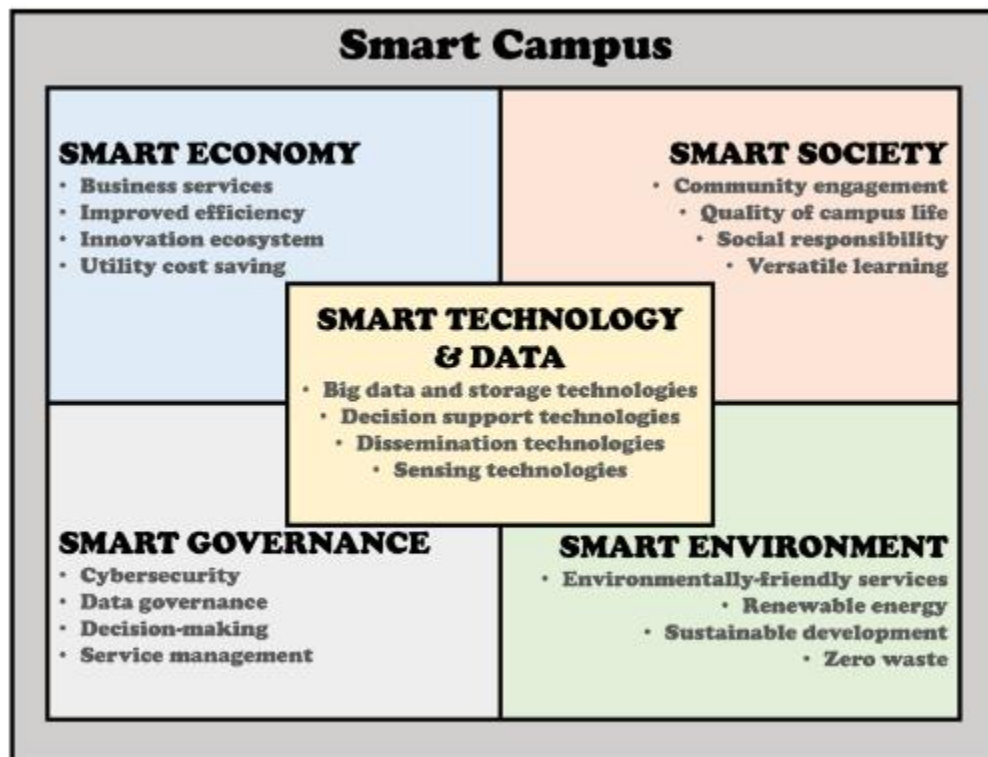 Smart Campus
SMART ECONOMY
• Business services
• Improved efficiency
• Innovation ecosystem
• Utility cost saving
SMART SOCIETY
• Community engagement
• Quality of campus life
• Social responsibility
• Versatile learning
SMART TECHNOLOGY
& DATA
• Big data and storage technologies
• Decision support technologies
• Dissemination technologies
• Sensing technologies
SMART GOVERNANCE
• Cybersecurity
• Data governance
• Decision-making
• Service management
SMART ENVIRONMENT
• Environmentally-friendly services
• Renewable energy
• Sustainable development
• Zero waste